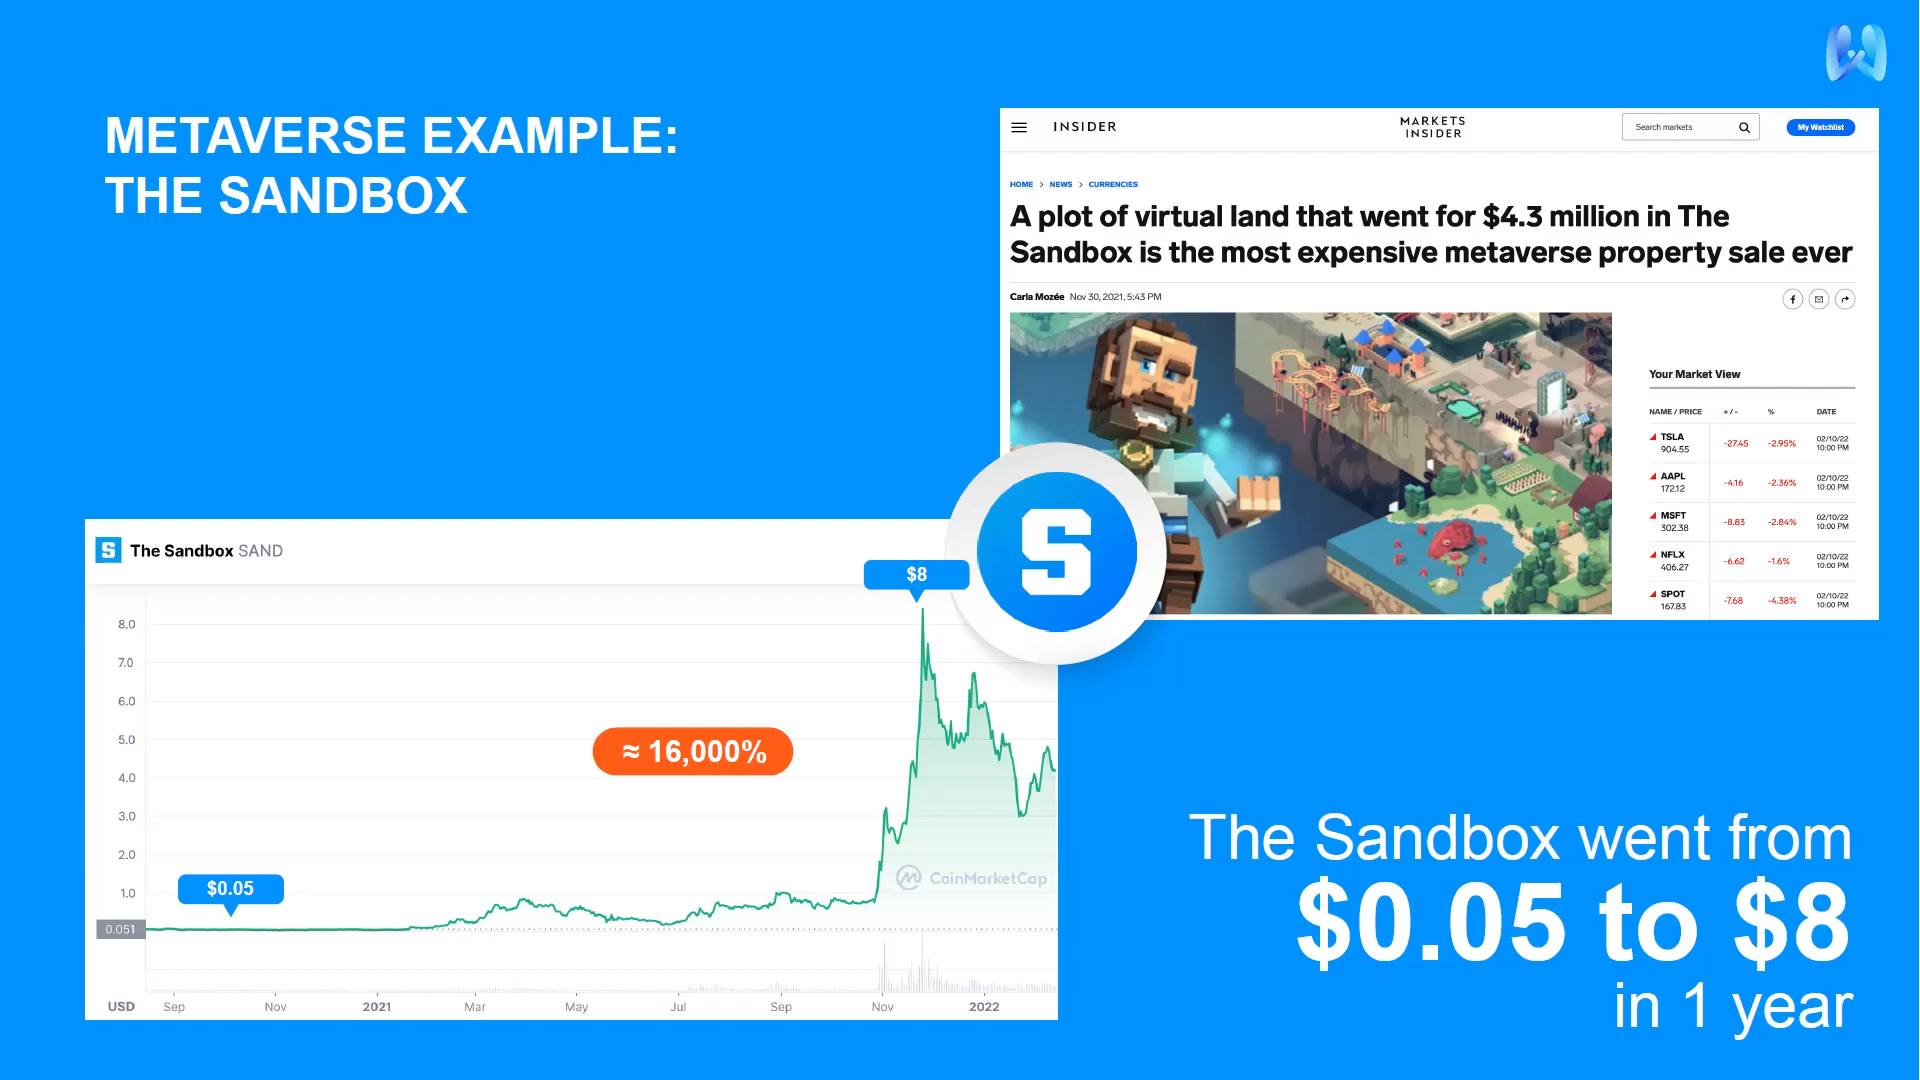 METAVERSE EXAMPLE:
THE SANDBOX
INSIDER
MARKETS
INSIDER
Search markets
My Watchlist
HOME > NEWS > CURRENCIES
A plot of virtual land that went for $4.3 million in The
Sandbox is the most expensive metaverse property sale ever
Carla Mozée Nov 30, 2021, 5:43 PM
Your Market View
NAME / PRICE + / - % DATE
TSLA
904.55 -27.45 -2.95% 02/10/22
10:00 PM
AAPL
172.12 -4.16 -2.36% 02/10/22
10:00 PM
MSFT
302.38 -8.83 -2.84% 02/10/22
10:00 PM
NFLX
406.27 -6.62 -1.6% 02/10/22
10:00 PM
SPOT
167.83 -7.68 -4.38% 02/10/22
10:00 PM
S
S The Sandbox SAND
$8
8.0
7.0
6.0
5.0
4.0
3.0
2.0
1.0
0.051
≈ 16,000%
$0.05
CoinMarketCap
USD Sep Nov 2021 Mar May Jul Sep Nov 2022
The Sandbox went from
$0.05 to $8
in 1 year